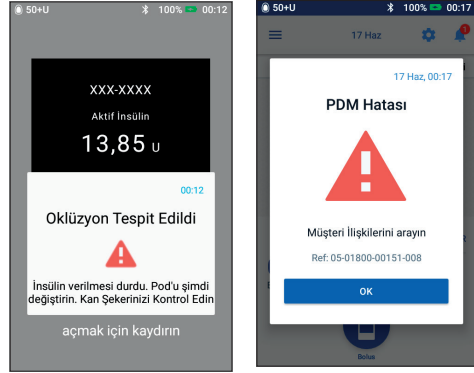 50+U 100% 00:12
XXX-XXXX
Aktif İnsülin
13,85 U
00:12
Oklüzyon Tespit Edildi
İnsülin verilmesi durdu. Pod'u şimdi
değiştirin. Kan Şekerinizi Kontrol Edin
açmak için kaydırın
50+U 100% 00:17
17 Haz
1
17 Haz, 00:17
PDM Hatası
Müşteri İlişkilerini arayın
Ref: 05-01800-00151-008
OK
Bolus